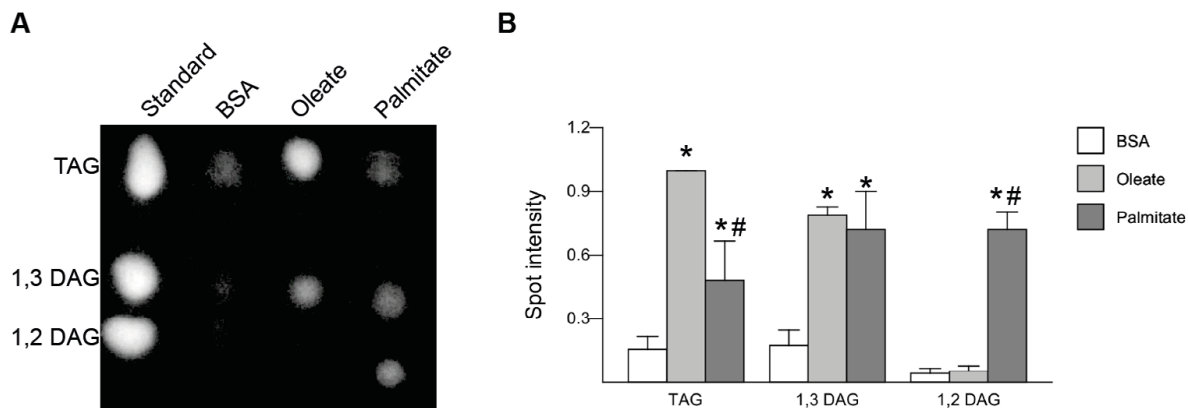 A
Standard
BSA
Oleate
Palmitate
TAG
1,3 DAG
1,2 DAG
B
Spot intensity
1.2
0.9
0.6
0.3
*
*#
*
*
*#
TAG
1,3 DAG
1,2 DAG
BSA
Oleate
Palmitate